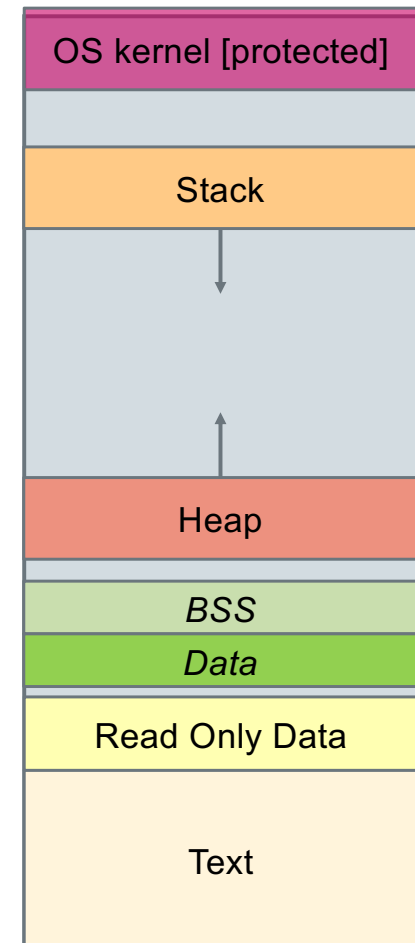 OS kernel [protected]
Stack
Heap
BSS
Data
Read Only Data
Text